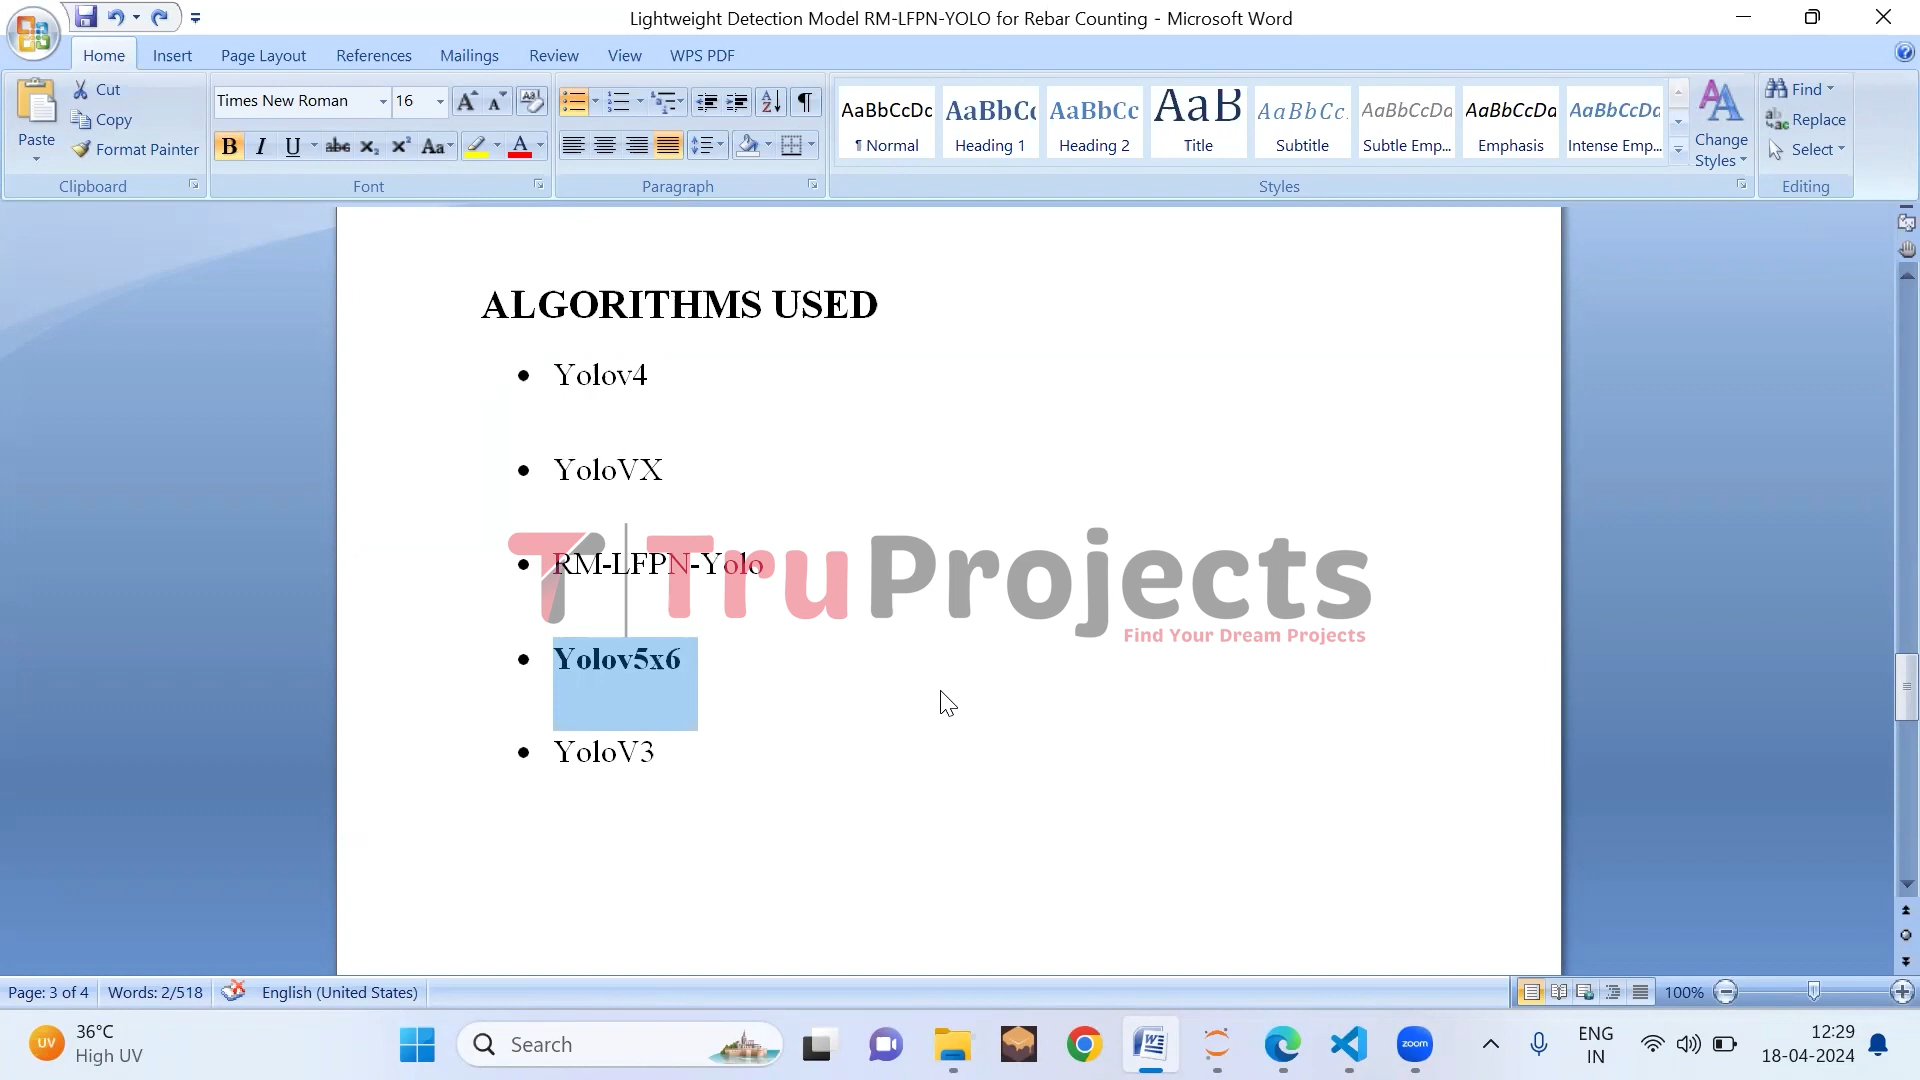 Lightweight Detection Model RM-LFPN-YOLO for Rebar Counting - Microsoft Word
Home Insert Page Layout References Mailings Review View WPS PDF
Paste
Cut
Copy
Format Painter
Clipboard
Times New Roman 16
Font
Paragraph
AaBbCcDc AaBbCc AaBbCc AaB AaBbCc. AaBbCcDa AaBbCcDa AaBbCcDa
¶ Normal Heading 1 Heading 2 Title Subtitle Subtle Emp... Emphasis Intense Emp...
Styles
Change
Styles
Find
Replace
Select
Editing
ALGORITHMS USED
• Yolov4
• YoloVX
• RM-LFPN-Yolo
TruProjects
Find Your Dream Projects
• Yolov5x6
• YoloV3
Page: 3 of 4 Words: 2/518 English (United States) 100%
UV
36°C
High UV
Search
zoom
ENG
IN
12:29
18-04-2024